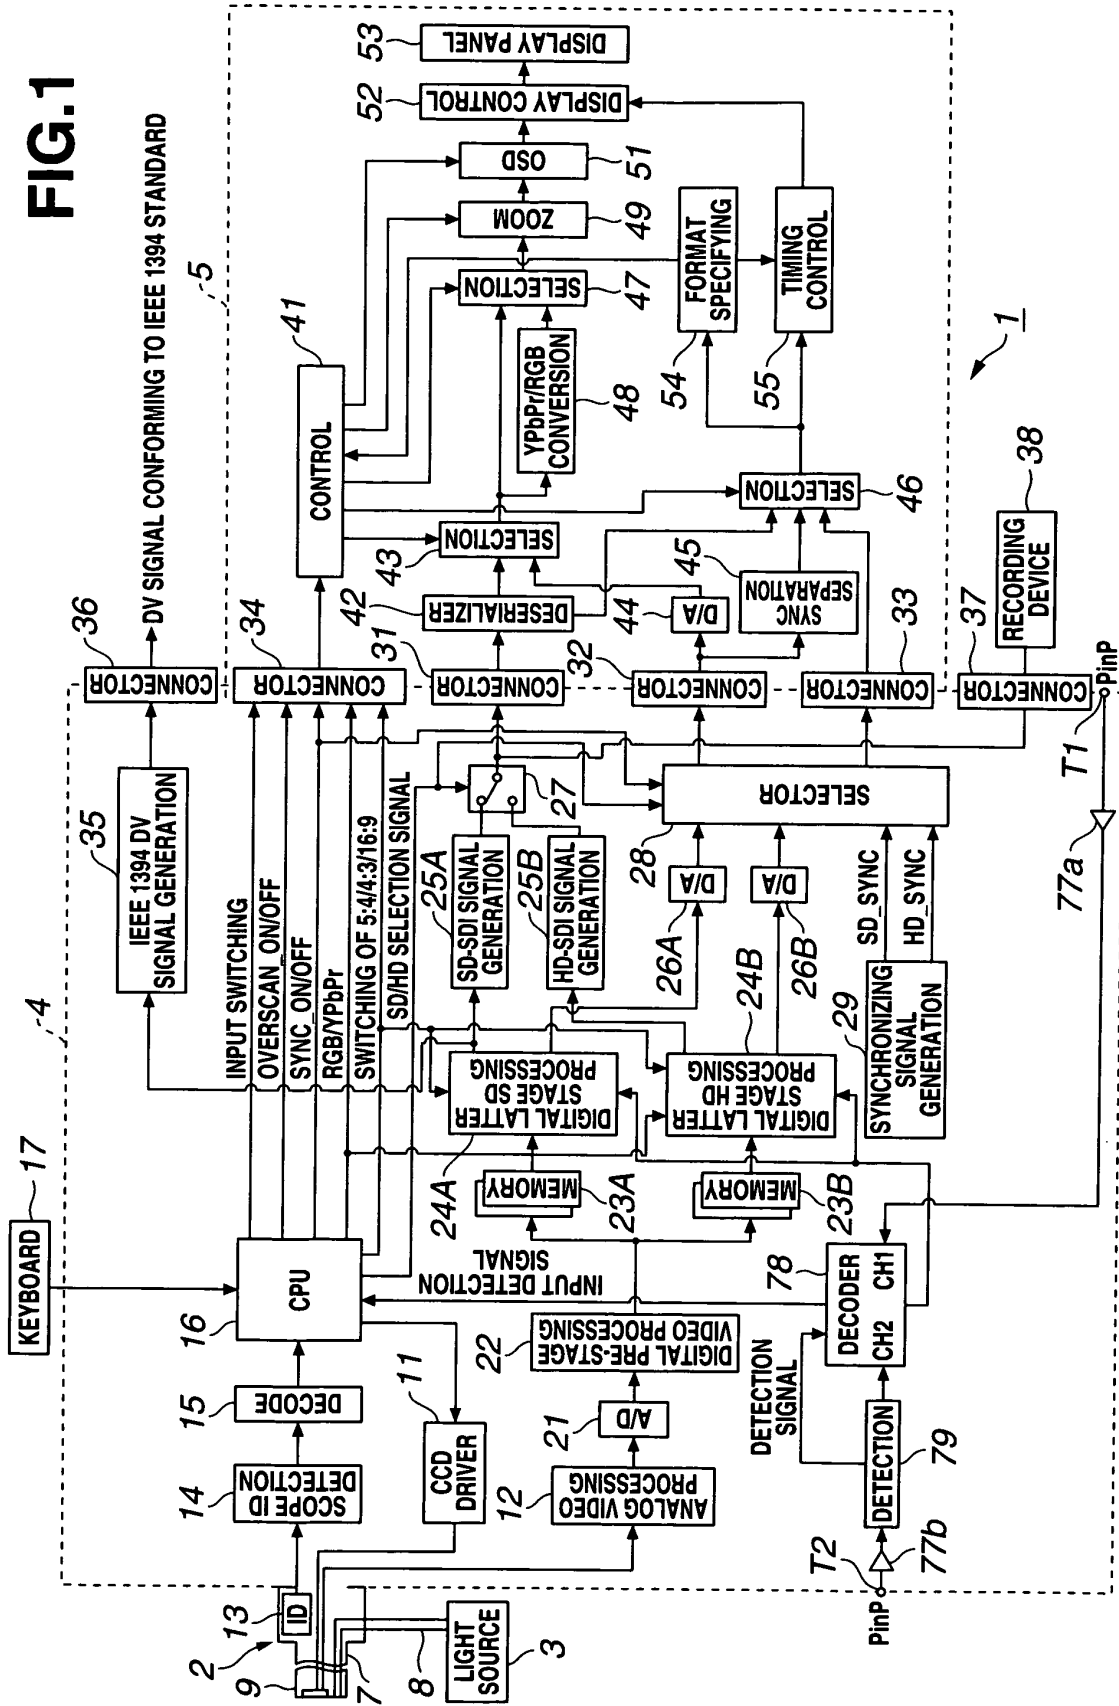 FIG.1
DV SIGNAL CONFORMING TO IEEE 1394 STANDARD
5
4
1
KEYBOARD
17
CPU
16
DECODE
15
SCOPE ID
DETECTION
14
ID
13
2
9
7
8
LIGHT
SOURCE
3
CCD
DRIVER
11
ANALOG VIDEO
PROCESSING
12
A/D
21
DIGITAL PRE-STAGE
VIDEO PROCESSING
22
INPUT DETECTION
SIGNAL
MEMORY
23A
MEMORY
23B
DIGITAL LATTER
STAGE SD
PROCESSING
24A
DIGITAL LATTER
STAGE HD
PROCESSING
24B
IEEE 1394 DV
SIGNAL GENERATION
35
INPUT SWITCHING
OVERSCAN_ON/OFF
SYNC_ON/OFF
RGB/YPbPr
SWITCHING OF 5:4/4:3/16:9
SD/HD SELECTION SIGNAL
SD-SDI SIGNAL
GENERATION
25A
HD-SDI SIGNAL
GENERATION
25B
27
D/A
26A
D/A
26B
SELECTOR
28
SYNCHRONIZING
SIGNAL
GENERATION
29
SD_SYNC
HD_SYNC
CONNECTOR
36
CONNECTOR
34
CONNECTOR
31
CONNECTOR
32
CONNECTOR
33
CONNECTOR
37
RECORDING
DEVICE
38
CONTROL
41
DESERIALIZER
42
SELECTION
43
D/A
44
SYNC
SEPARATION
45
SELECTION
46
SELECTION
47
YPbPr/RGB
CONVERSION
48
ZOOM
49
OSD
51
DISPLAY CONTROL
52
DISPLAY PANEL
53
FORMAT
SPECIFYING
54
TIMING
CONTROL
55
DECODER
CH2 CH1
78
DETECTION
SIGNAL
DETECTION
79
77b
T2
PinP
77a
T1
PinP